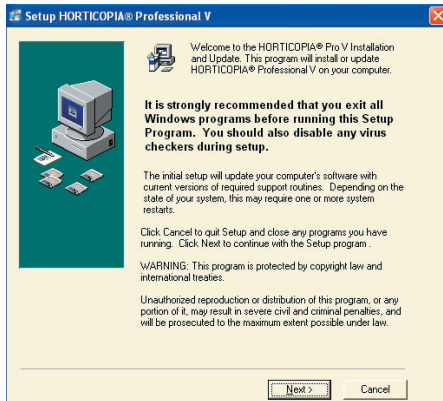 Setup HORTICOPIA® Professional V
Welcome to the HORTICOPIA® Pro V Installation
and Update. This program will install or update
HORTICOPIA® Professional V on your computer.
It is strongly recommended that you exit all
Windows programs before running this Setup
Program. You should also disable any virus
checkers during setup.
The initial setup will update your computer's software with
current versions of required support routines. Depending on the
state of your system, this may require one or more system
restarts.
Click Cancel to quit Setup and close any programs you have
running. Click Next to continue with the Setup program .
WARNING: This program is protected by copyright law and
international treaties.
Unauthorized reproduction or distribution of this program, or any
portion of it, may result in severe civil and criminal penalties, and
will be prosecuted to the maximum extent possible under law.
Next > Cancel